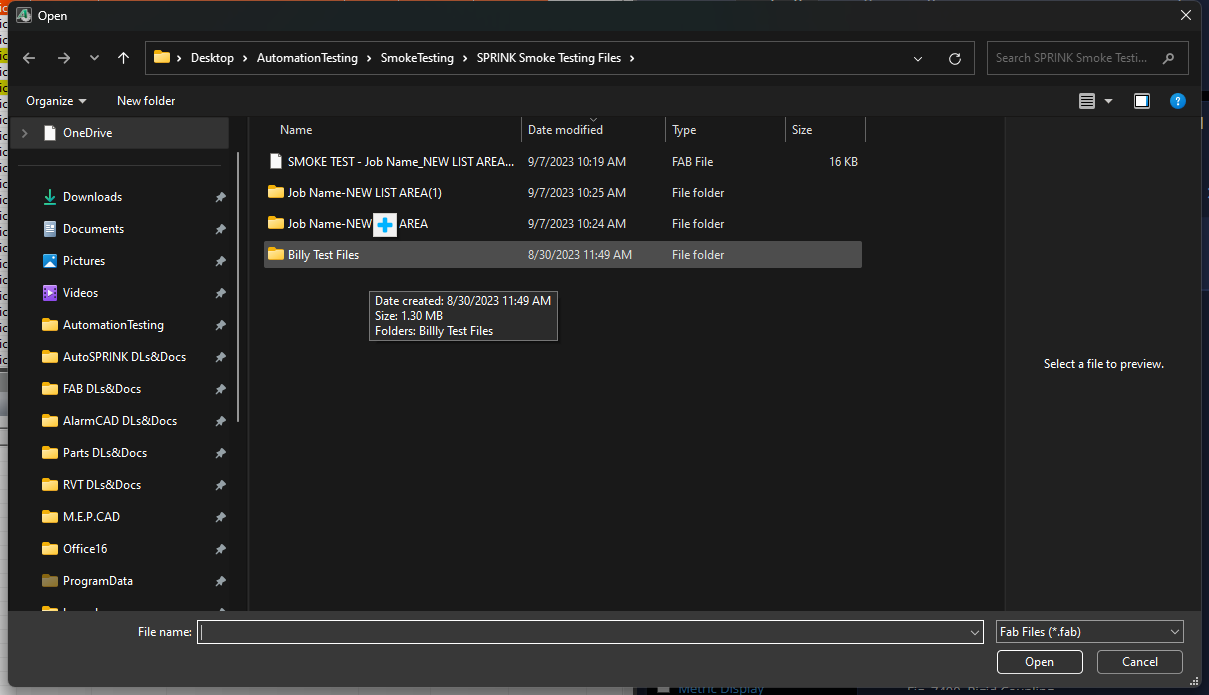 Open
Desktop > AutomationTesting > SmokeTesting > SPRINK Smoke Testing Files >
Search SPRINK Smoke Testi...
Organize
New folder
?
OneDrive
Downloads
Documents
Pictures
Videos
AutomationTesting
AutoSPRINK DLs&Docs
FAB DLs&Docs
AlarmCAD DLs&Docs
Parts DLs&Docs
RVT DLs&Docs
M.E.P.CAD
Office16
ProgramData
Name Date modified Type Size
SMOKE TEST - Job Name_NEW LIST AREA... 9/7/2023 10:19 AM FAB File 16 KB
Job Name-NEW LIST AREA(1) 9/7/2023 10:25 AM File folder
Job Name-NEW AREA 9/7/2023 10:24 AM File folder
Billy Test Files 8/30/2023 11:49 AM File folder
Date created: 8/30/2023 11:49 AM
Size: 1.30 MB
Folders: Billly Test Files
Select a file to preview.
File name:
Fab Files (*.fab)
Open
Cancel
Metric Display